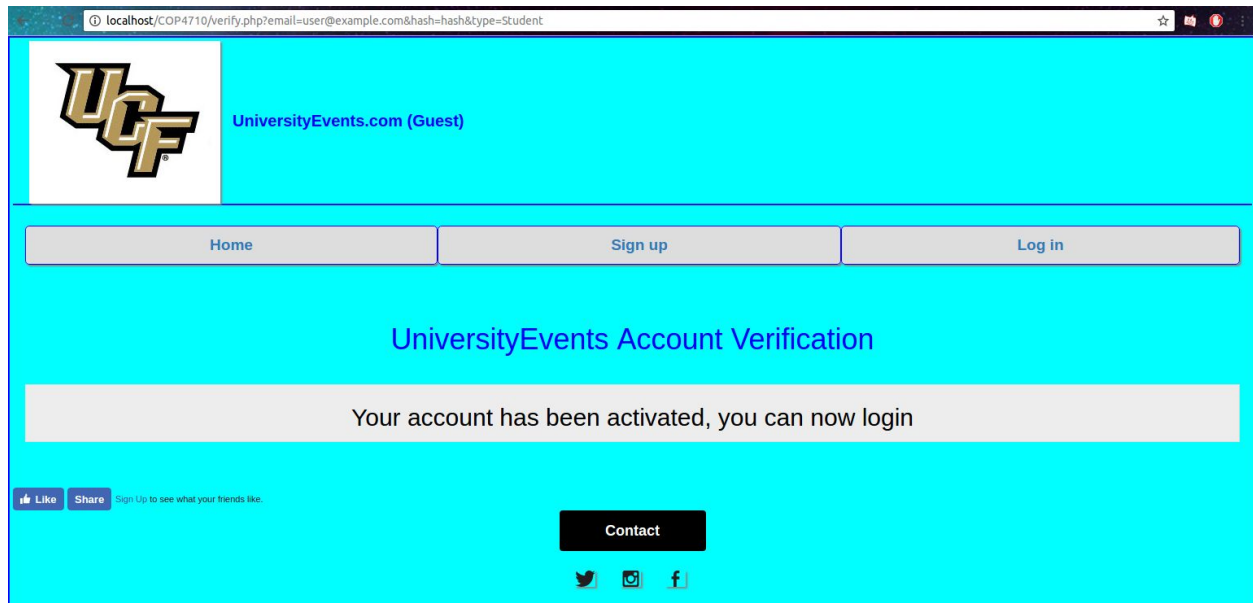 localhost/COP4710/verify.php?email=user@example.com&hash=hash&type=Student
UCF
UniversityEvents.com (Guest)
Home Sign up Log in
UniversityEvents Account Verification
Your account has been activated, you can now login
Like Share Sign Up to see what your friends like.
Contact